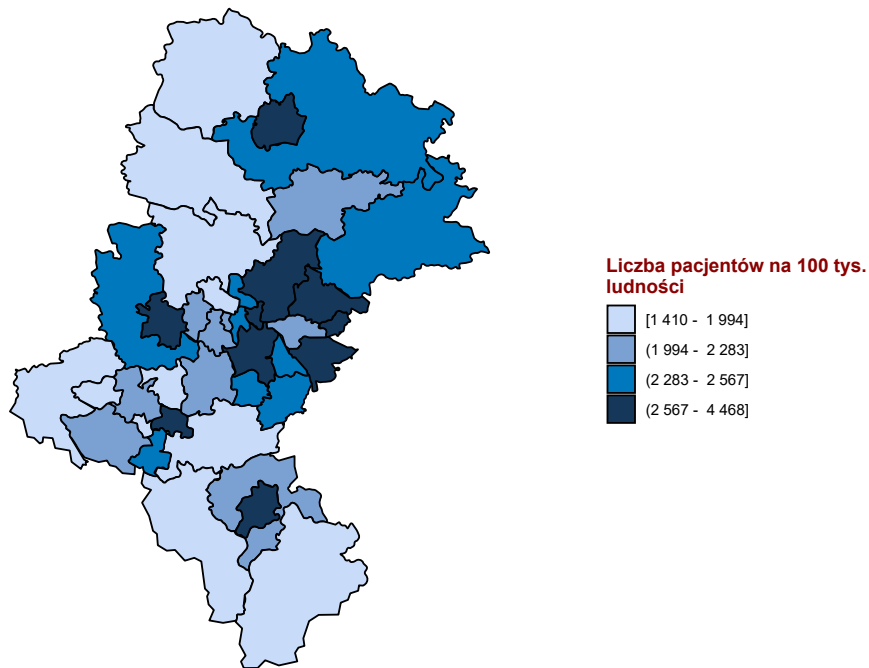 Liczba pacjentów na 100 tys.
ludności
[1 410 - 1 994]
(1 994 - 2 283]
(2 283 - 2 567]
(2 567 - 4 468]